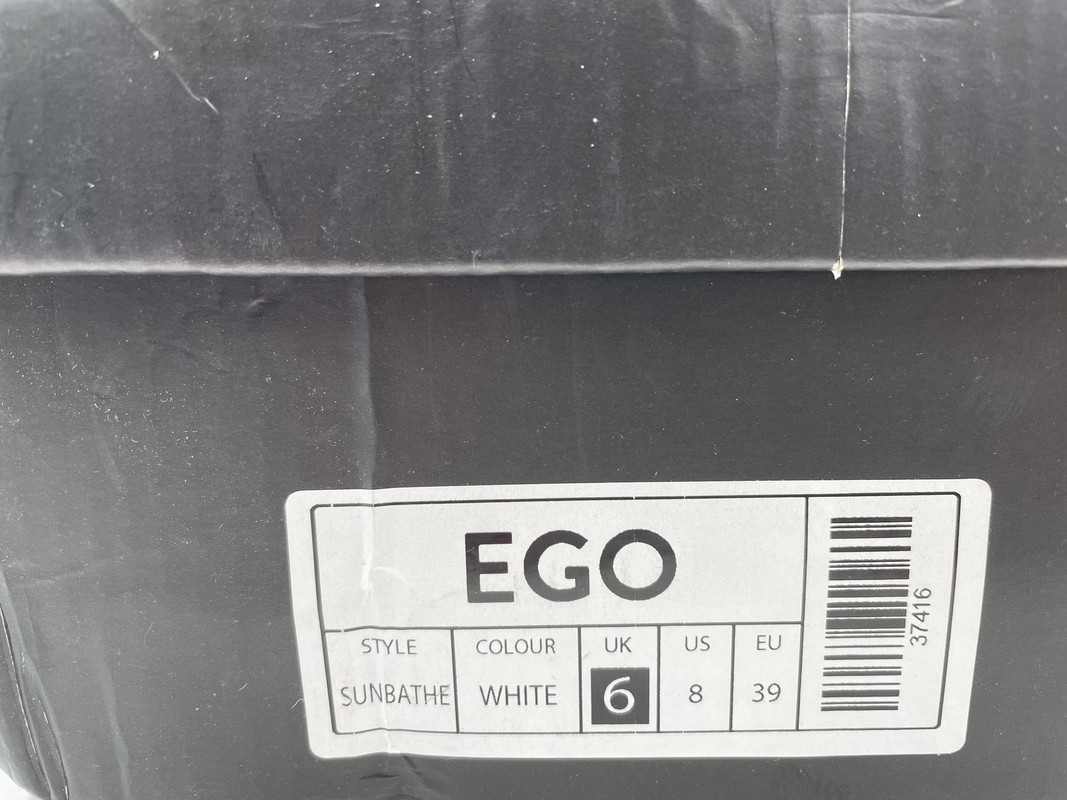 EGO
STYLE COLOUR UK US EU
SUNBATHE WHITE 6 8 39
37416